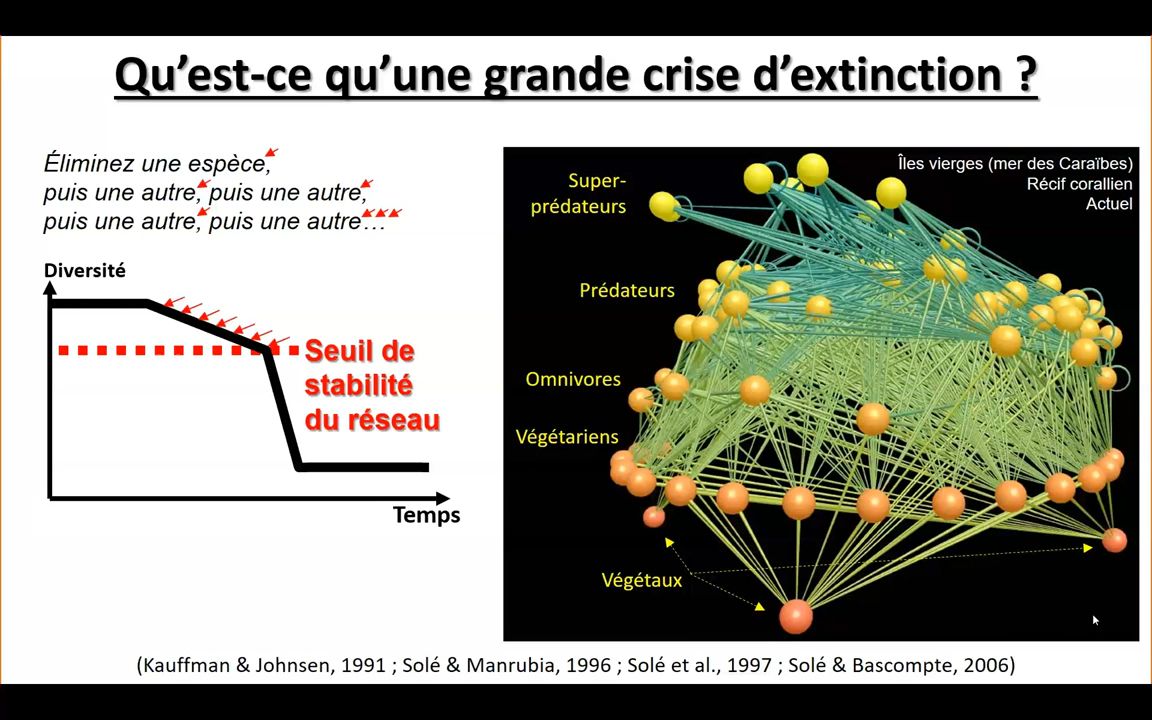 Qu’est-ce qu’une grande crise d’extinction ?
Éliminez une espèce,
puis une autre, puis une autre,
puis une autre, puis une autre…
Diversité
Seuil de
stabilité
du réseau
Temps
Îles vierges (mer des Caraïbes)
Récif corallien
Actuel
Super-
prédateurs
Prédateurs
Omnivores
Végétariens
Végétaux
(Kauffman & Johnsen, 1991 ; Solé & Manrubia, 1996 ; Solé et al., 1997 ; Solé & Bascompte, 2006)